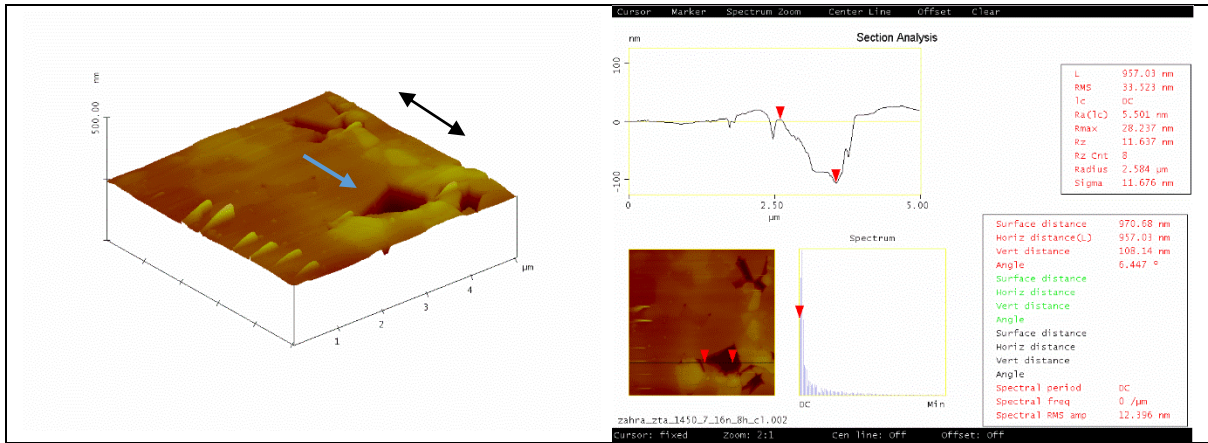 nm
500.00
1
2
3
4
µm
Cursor Marker Spectrum Zoom Center Line Offset Clear
nm
Section Analysis
100
0
-100
0
2.50
5.00
µm
L 957.03 nm
RMS 33.523 nm
lc DC
Ra(lc) 5.501 nm
Rmax 28.237 nm
Rz 11.637 nm
Rz Cnt 8
Radius 2.584 µm
Sigma 11.676 nm
Spectrum
DC
Min
Surface distance 970.68 nm
Horiz distance(L) 957.03 nm
Vert distance 108.14 nm
Angle 6.447 °
Surface distance
Horiz distance
Vert distance
Angle
Surface distance
Horiz distance
Vert distance
Angle
Spectral period DC
Spectral freq 0 /µm
Spectral RMS amp 12.396 nm
zahra_zta_1450_7_16n_8h_c1.002
Cursor: fixed Zoom: 2:1 Cen line: Off Offset: Off